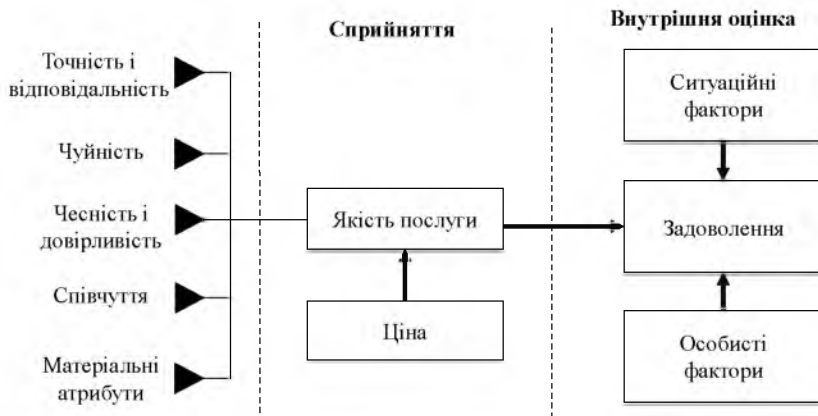 Точність і
відповідальність
Чуйність
Чесність і
довірливість
Співчуття
Матеріальні
атрибути
Сприйняття
Якість послуги
Ціна
Внутрішня оцінка
Ситуаційні
фактори
Задоволення
Особисті
фактори